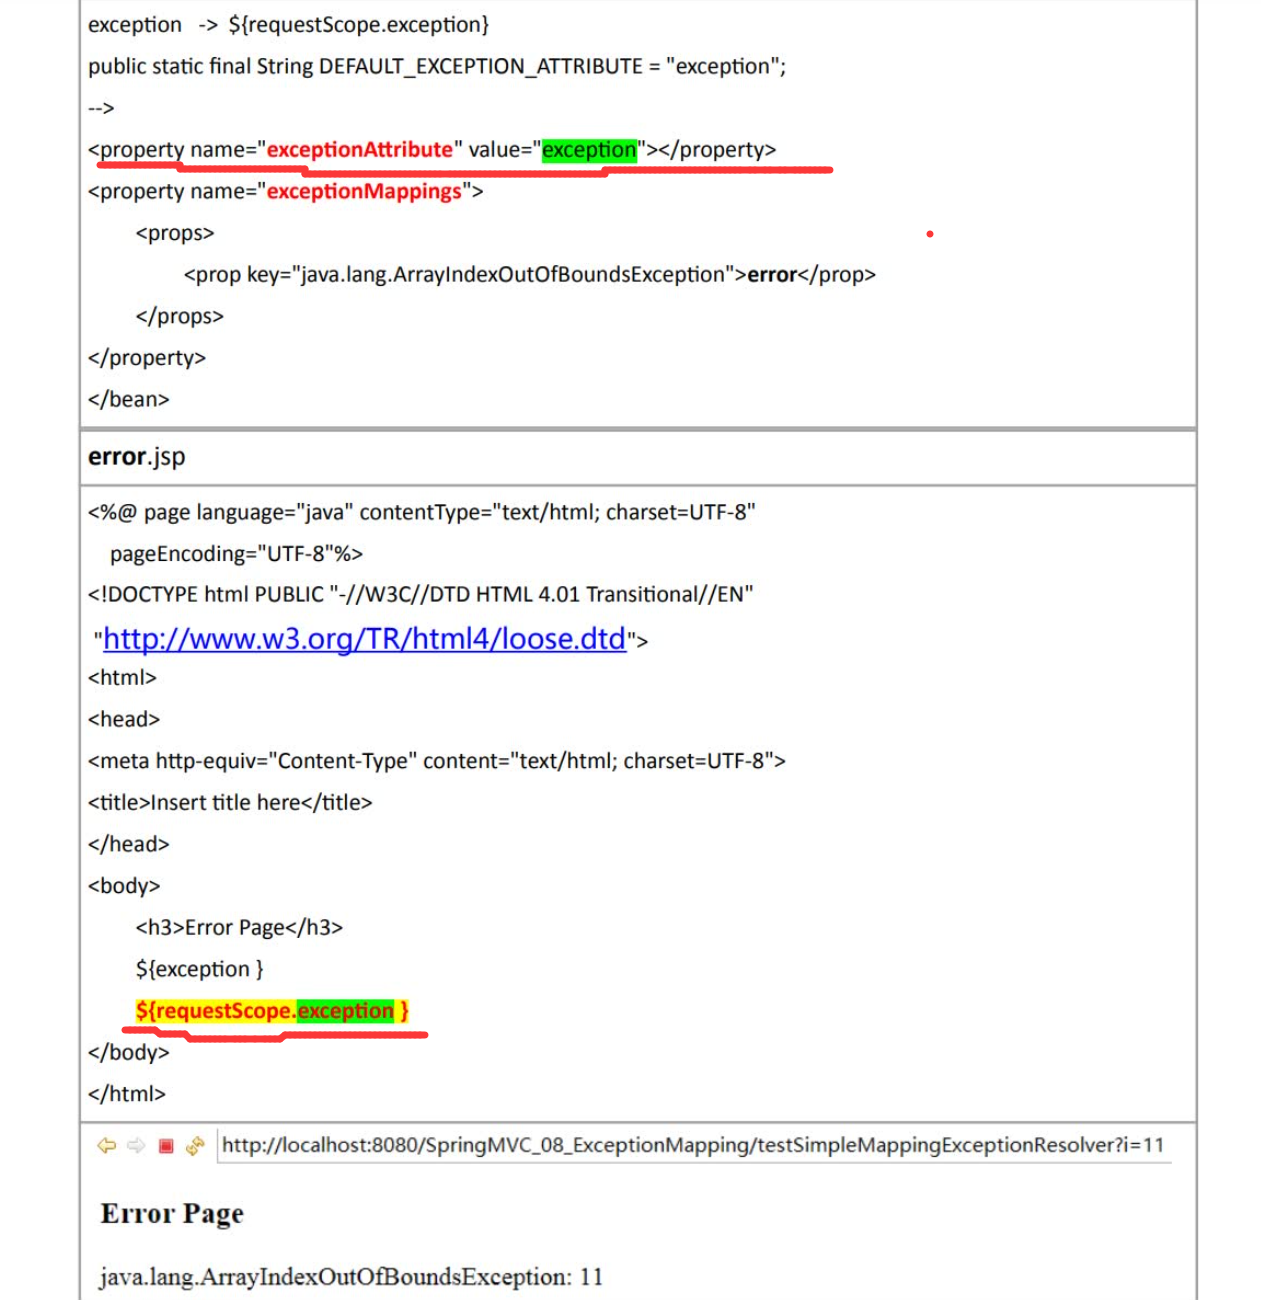 exception -> ${requestScope.exception}
public static final String DEFAULT_EXCEPTION_ATTRIBUTE = "exception";
-->
<property name="exceptionAttribute" value="exception"></property>
<property name="exceptionMappings">
<props>
<prop key="java.lang.ArrayIndexOutOfBoundsException">error</prop>
</props>
</property>
</bean>
error.jsp
<%@ page language="java" contentType="text/html; charset=UTF-8"
pageEncoding="UTF-8"%>
<!DOCTYPE html PUBLIC "-//W3C//DTD HTML 4.01 Transitional//EN"
"http://www.w3.org/TR/html4/loose.dtd">
<html>
<head>
<meta http-equiv="Content-Type" content="text/html; charset=UTF-8">
<title>Insert title here</title>
</head>
<body>
<h3>Error Page</h3>
${exception }
${requestScope.exception }
</body>
</html>
http://localhost:8080/SpringMVC_08_ExceptionMapping/testSimpleMappingExceptionResolver?i=11
Error Page
java.lang.ArrayIndexOutOfBoundsException: 11